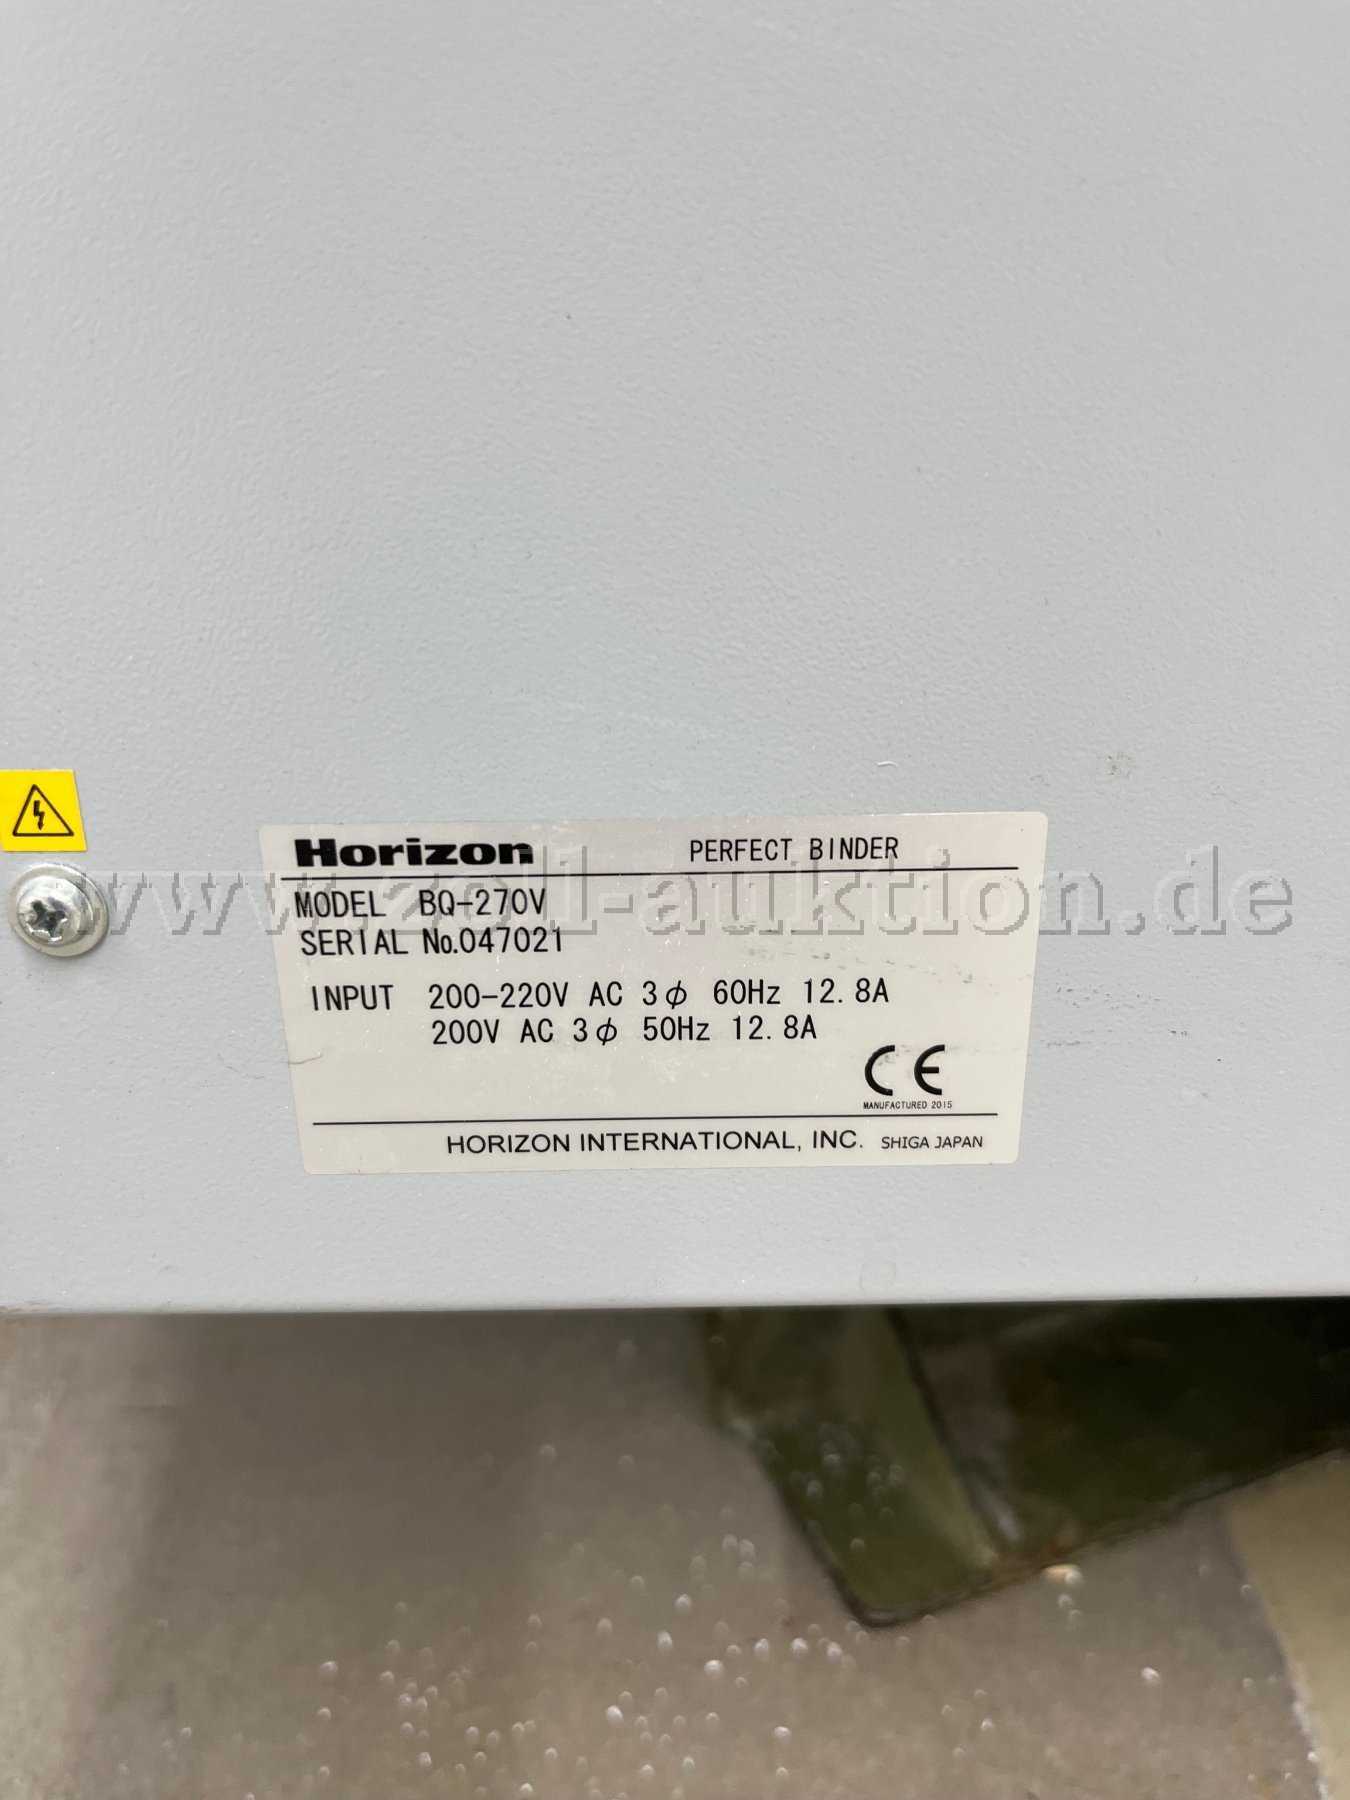 Horizon PERFECT BINDER
www.zoll-auktion.de
MODEL BQ-270V
SERIAL No.047021
INPUT 200-220V AC 3φ 60Hz 12.8A
200V AC 3φ 50Hz 12.8A
CE
MANUFACTURED 2015
HORIZON INTERNATIONAL, INC. SHIGA JAPAN